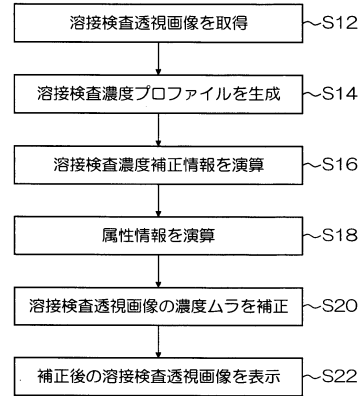 溶接検査透視画像を取得 ~S12
溶接検査濃度プロファイルを生成 ~S14
溶接検査濃度補正情報を演算 ~S16
属性情報を演算 ~S18
溶接検査透視画像の濃度ムラを補正 ~S20
補正後の溶接検査透視画像を表示 ~S22